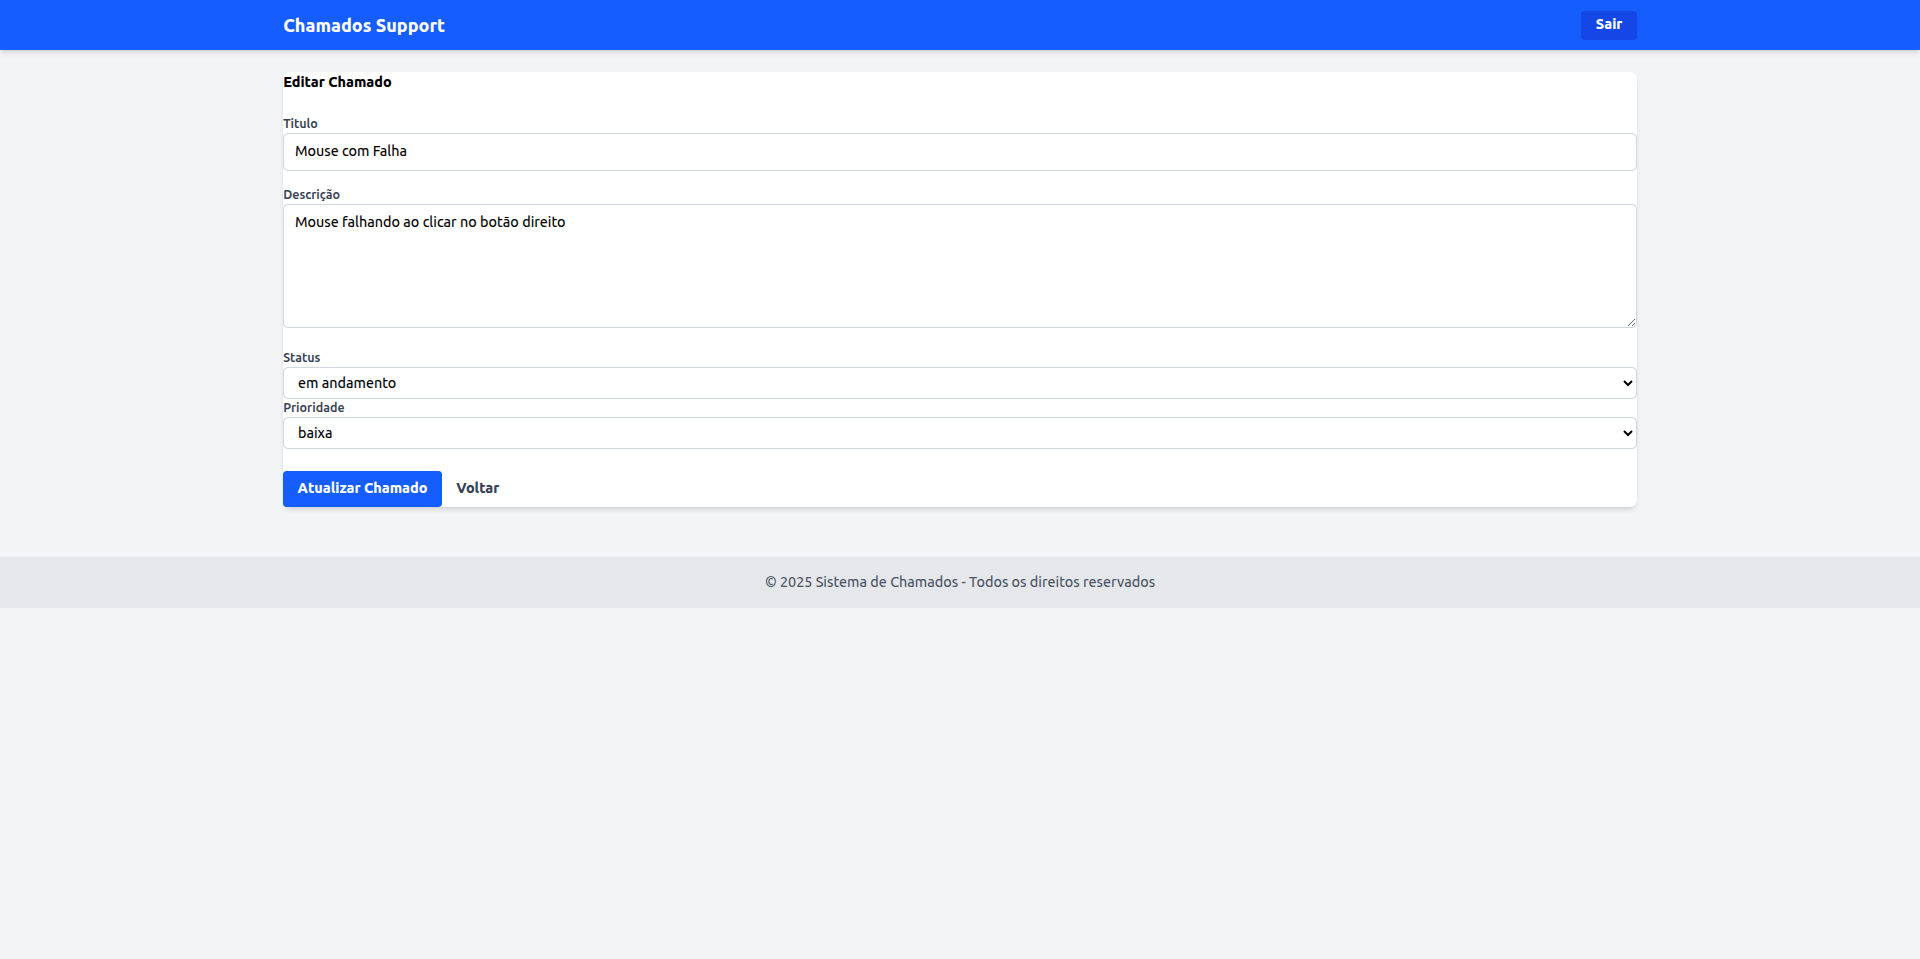 Chamados Support
Sair
Editar Chamado
Titulo
Mouse com Falha
Descrição
Mouse falhando ao clicar no botão direito
Status
em andamento
Prioridade
baixa
Atualizar Chamado Voltar
© 2025 Sistema de Chamados - Todos os direitos reservados